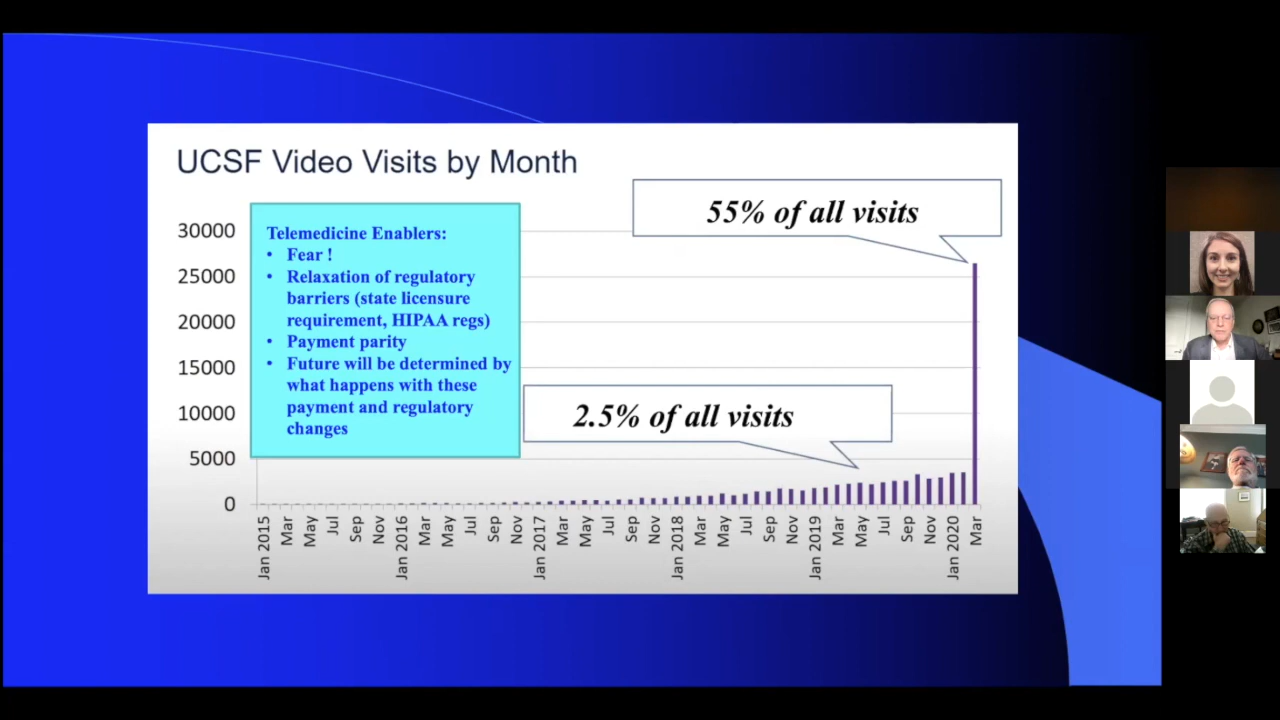 UCSF Video Visits by Month
55% of all visits
30000
25000
20000
15000
10000
5000
0
Telemedicine Enablers:
• Fear !
• Relaxation of regulatory
barriers (state licensure
requirement, HIPAA regs)
• Payment parity
• Future will be determined by
what happens with these
payment and regulatory
changes
2.5% of all visits
Jan 2015
Mar
May
Jul
Sep
Nov
Jan 2016
Mar
May
Jul
Sep
Nov
Jan 2017
Mar
May
Jul
Sep
Nov
Jan 2018
Mar
May
Jul
Sep
Nov
Jan 2019
Mar
May
Jul
Sep
Nov
Jan 2020
Mar